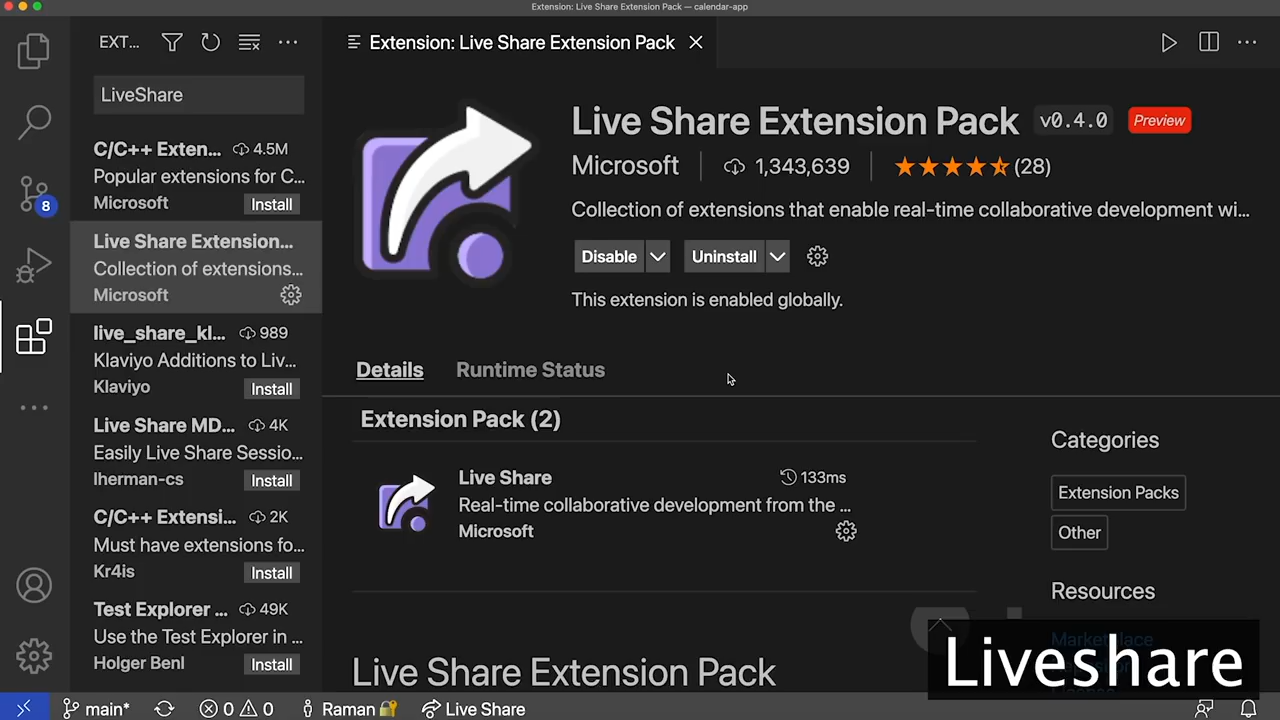 Extension: Live Share Extension Pack — calendar-app
EXT...
Extension: Live Share Extension Pack
LiveShare
C/C++ Exten... 4.5M
Popular extensions for C...
Microsoft Install
8
Live Share Extension...
Collection of extensions...
Microsoft
live_share_kl... 989
Klaviyo Additions to Liv...
Klaviyo Install
Live Share MD... 4K
Easily Live Share Sessio...
lherman-cs Install
C/C++ Extensi... 2K
Must have extensions fo...
Kr4is Install
Test Explorer ... 49K
Use the Test Explorer in ...
Holger Benl Install
Live Share Extension Pack v0.4.0 Preview
Microsoft 1,343,639 (28)
Collection of extensions that enable real-time collaborative development wi...
Disable Uninstall
This extension is enabled globally.
Details Runtime Status
Extension Pack (2)
Live Share 133ms
Real-time collaborative development from the ...
Microsoft
Categories
Extension Packs
Other
Resources
Marketplace
Live Share Extension Pack
Liveshare
main* 0 0 Raman Live Share